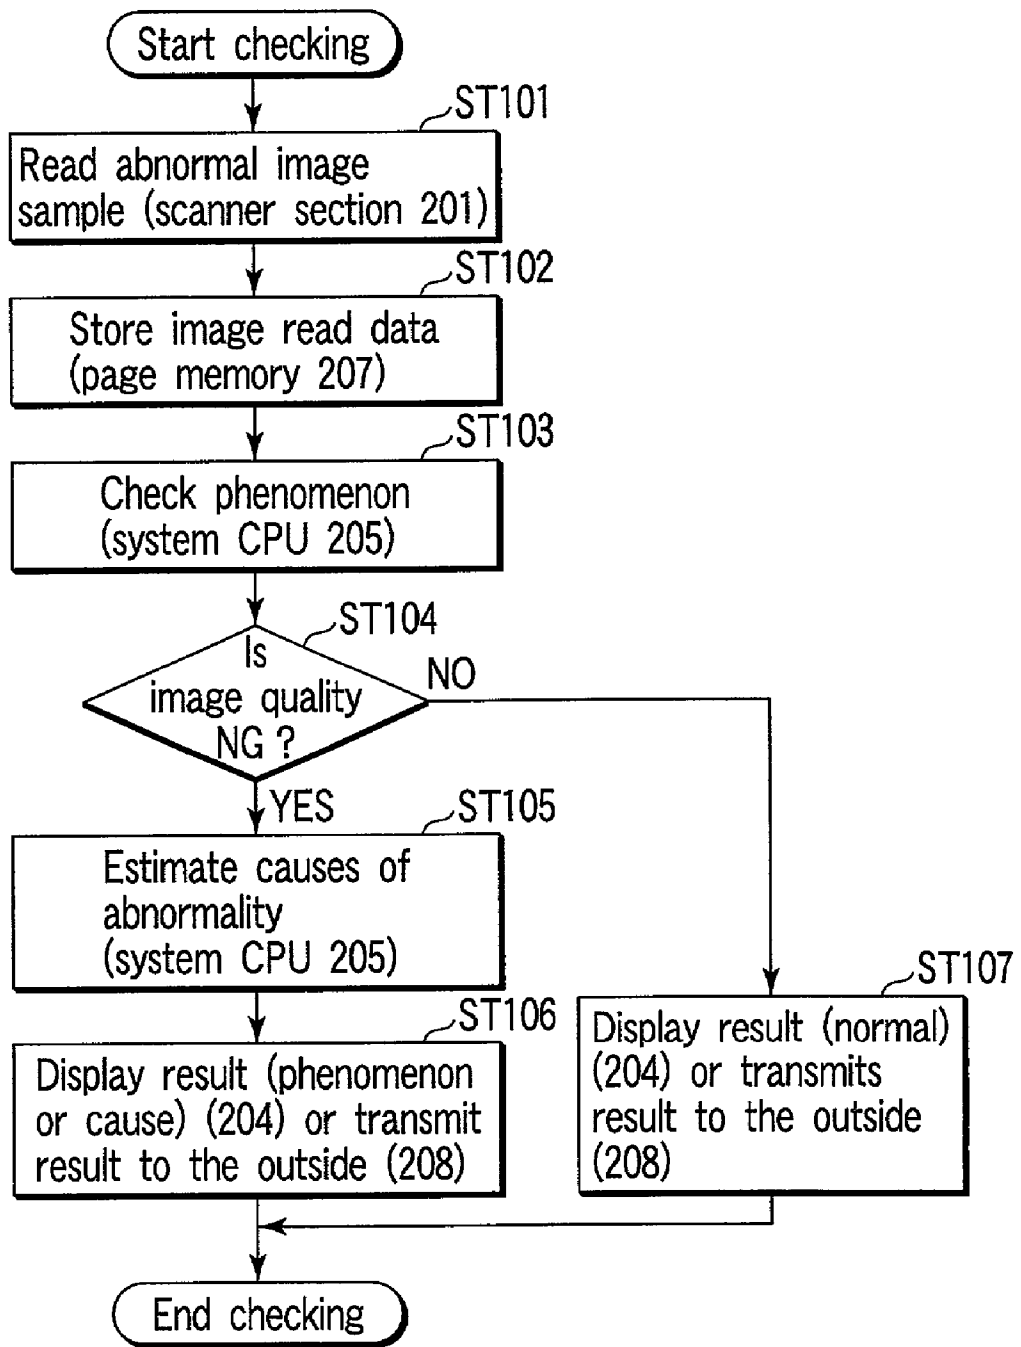 Start checking
ST101
Read abnormal image
sample (scanner section 201)
ST102
Store image read data
(page memory 207)
ST103
Check phenomenon
(system CPU 205)
ST104
Is
image quality
NG ?
NO
YES
ST105
Estimate causes of
abnormality
(system CPU 205)
ST106
Display result (phenomenon
or cause) (204) or transmit
result to the outside (208)
ST107
Display result (normal)
(204) or transmits
result to the outside
(208)
End checking